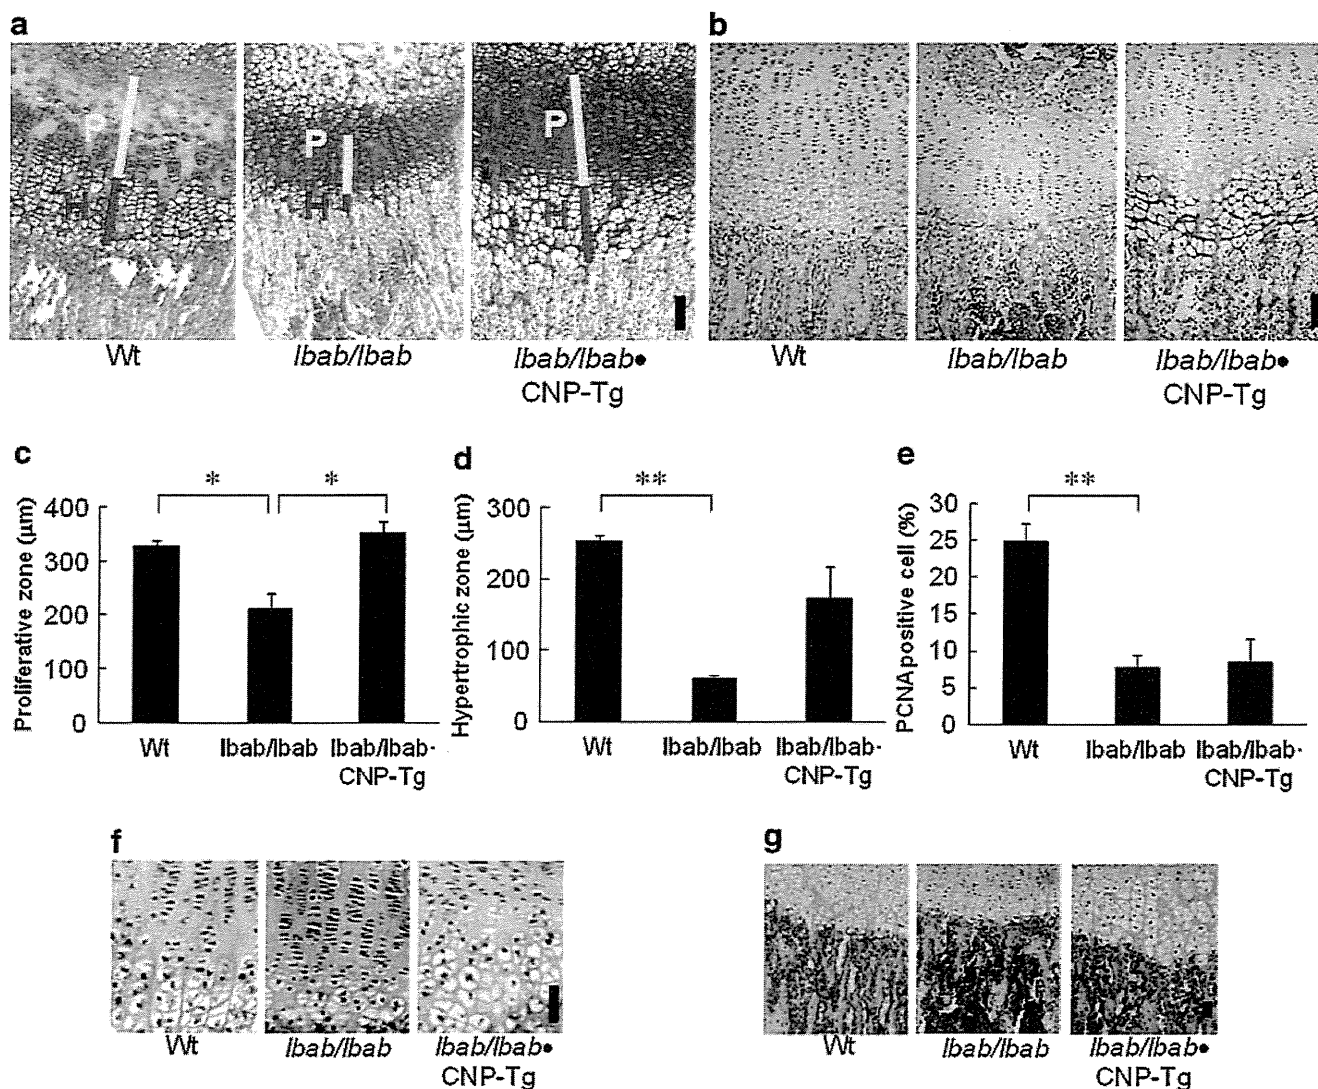 a
b
P
H
P
H
P
H
Wt
lbab/lbab
lbab/lbab•
CNP-Tg
Wt
lbab/lbab
lbab/lbab•
CNP-Tg
c
d
e
Proliferative zone (µm)
400
300
200
100
0
*
*
Wt
lbab/lbab
lbab/lbab·
CNP-Tg
Hypertrophic zone (µm)
300
200
100
0
**
Wt
lbab/lbab
lbab/lbab·
CNP-Tg
PCNA positive cell (%)
30
25
20
15
10
5
0
**
Wt
lbab/lbab
lbab/lbab·
CNP-Tg
f
g
Wt
lbab/lbab
lbab/lbab•
CNP-Tg
Wt
lbab/lbab
lbab/lbab•
CNP-Tg